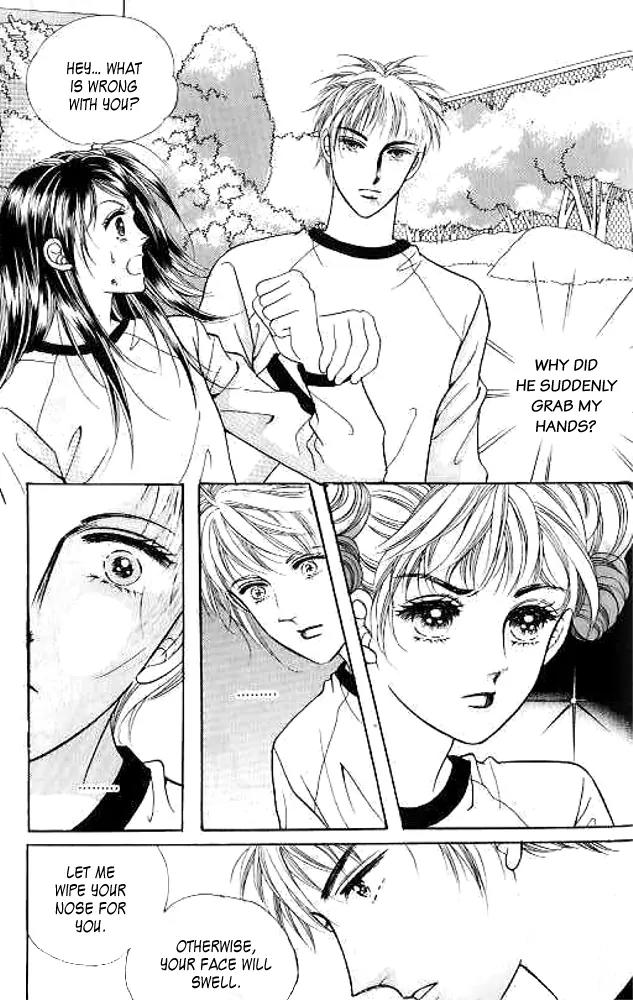 HEY... WHAT
IS WRONG
WITH YOU?
WHY DID
HE SUDDENLY
GRAB MY
HANDS?
..........
.........
LET ME
WIPE YOUR
NOSE FOR
YOU.
OTHERWISE,
YOUR FACE WILL
SWELL.